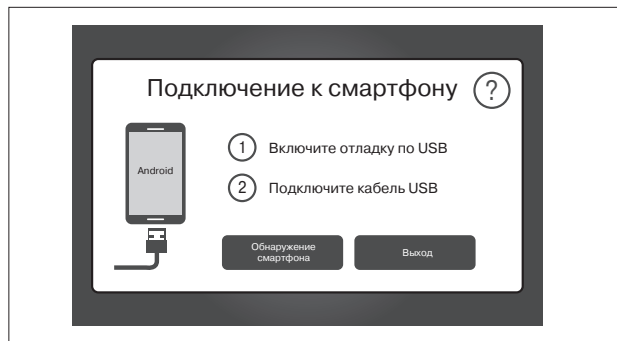 Подключение к смартфону
?
Android
1 Включите отладку по USB
2 Подключите кабель USB
Обнаружение
смартфона
Выход